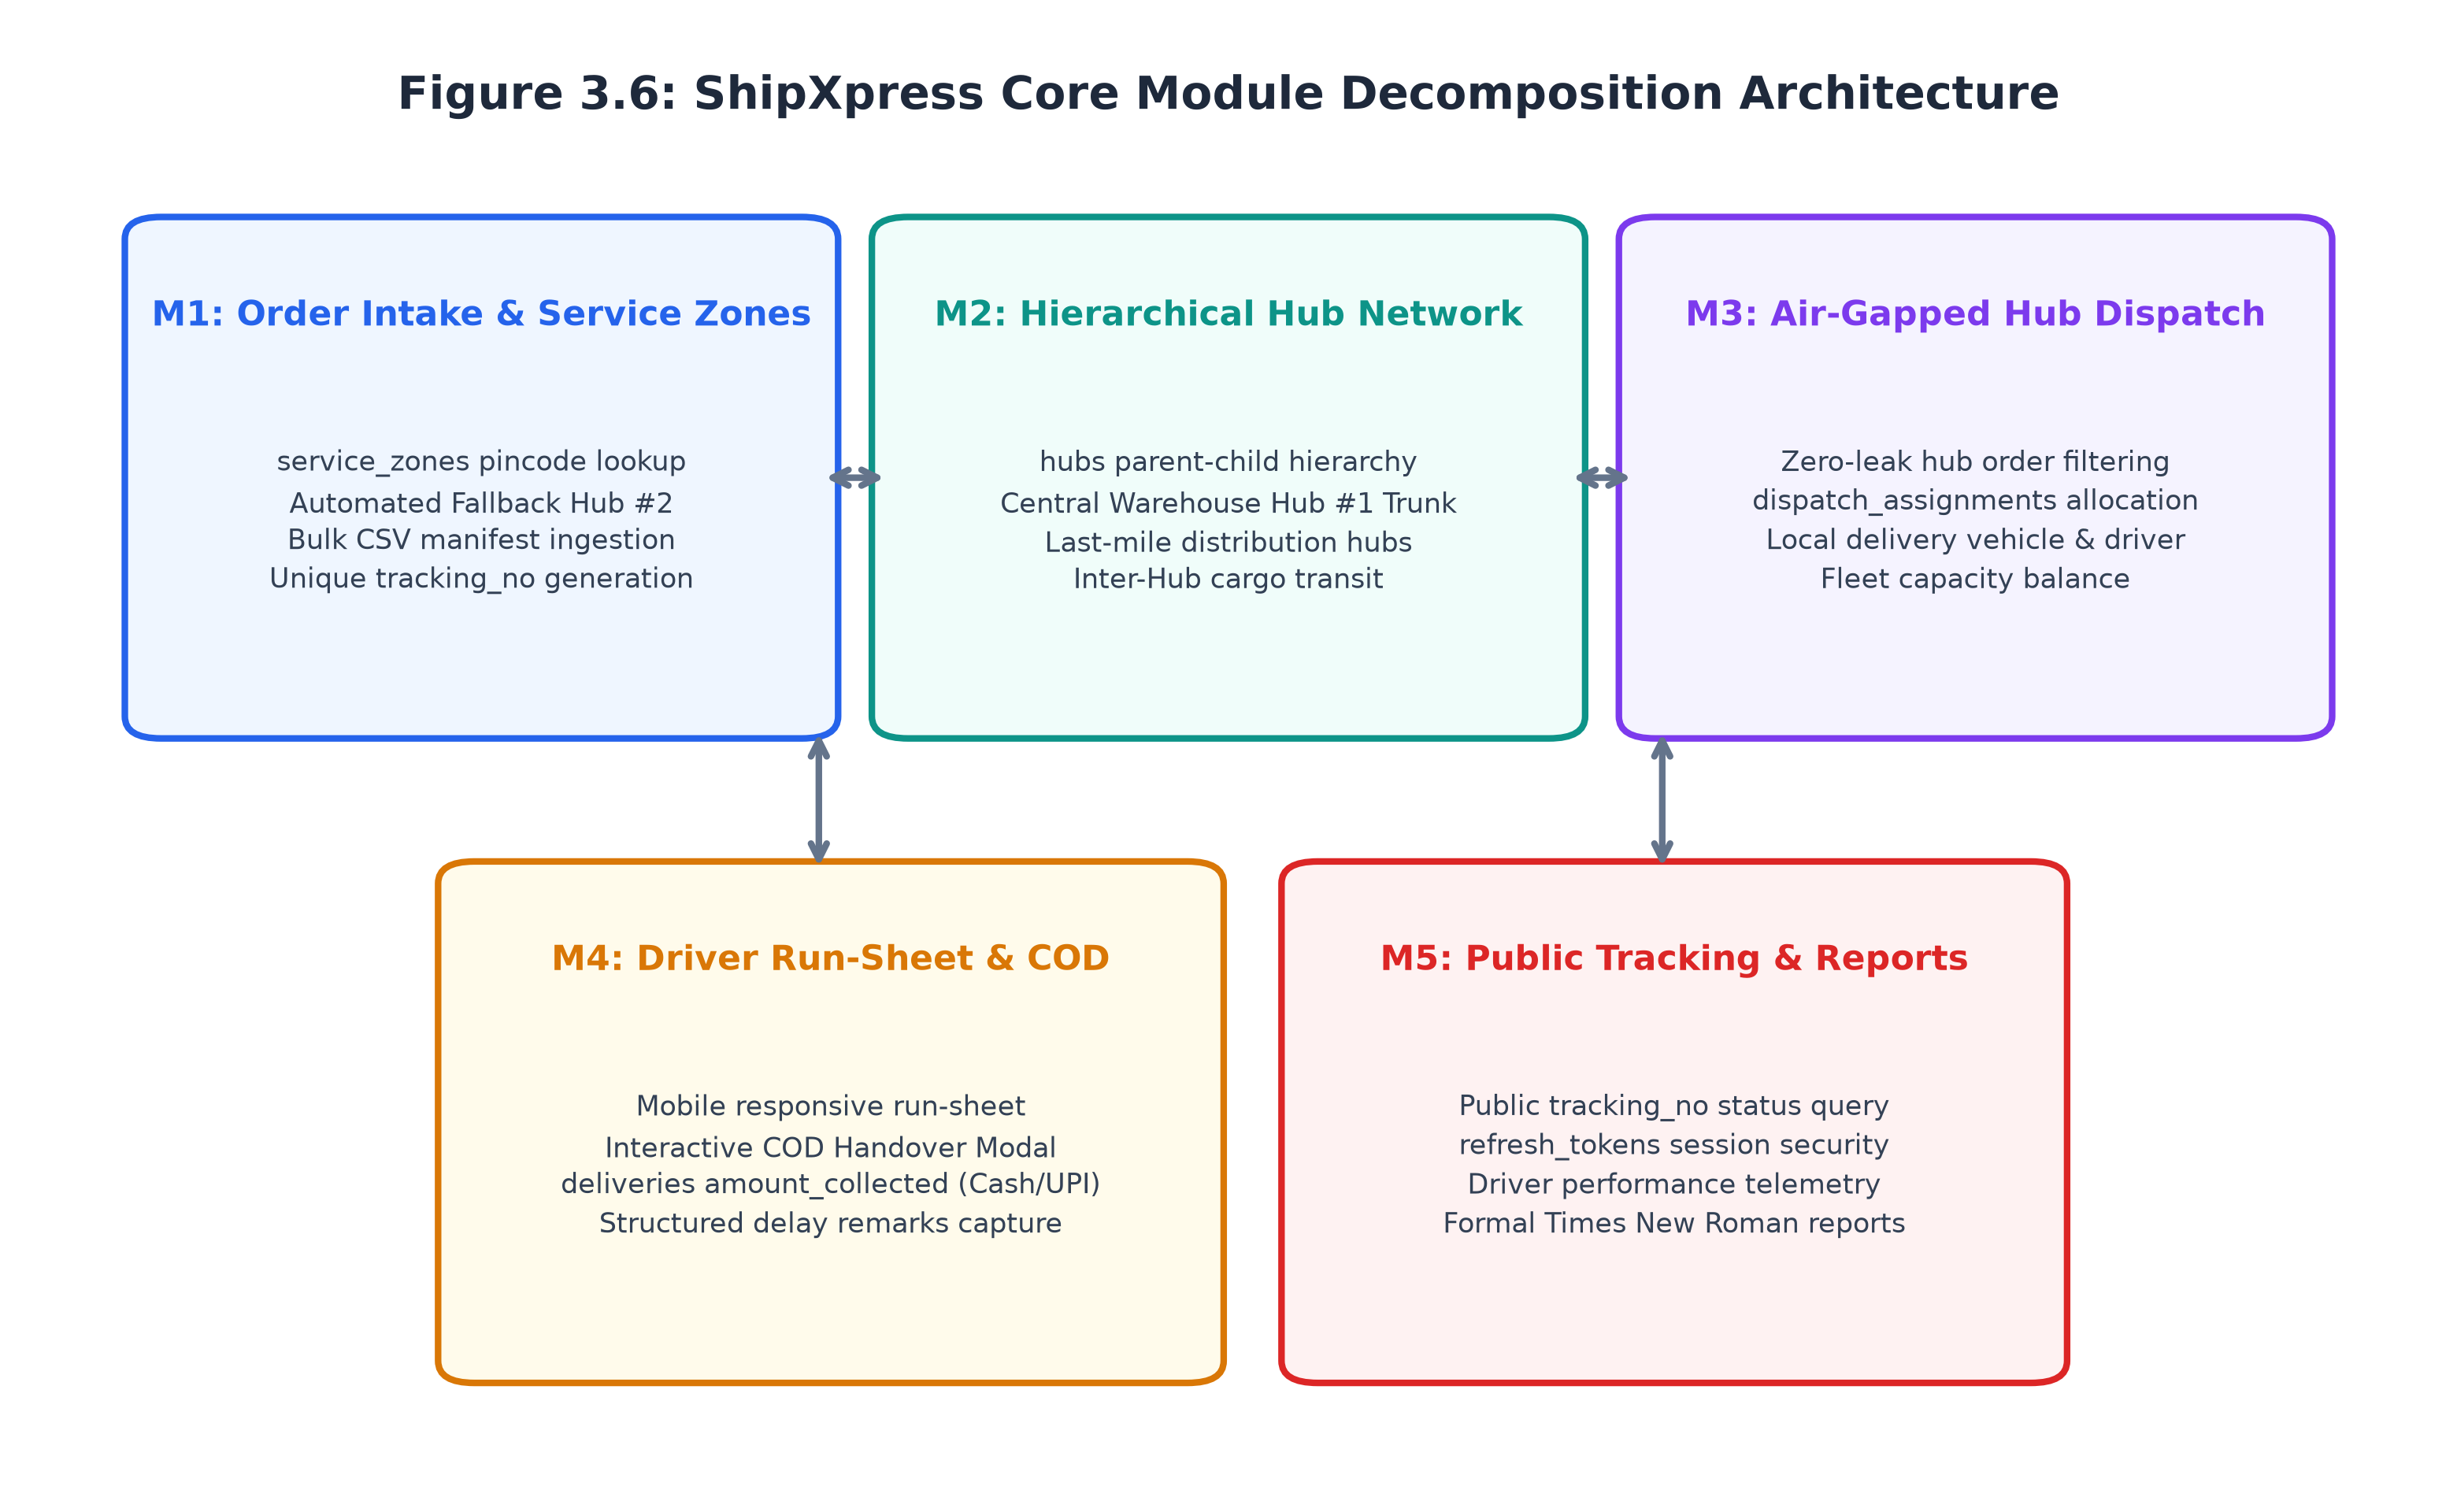 Figure 3.6: ShipXpress Core Module Decomposition Architecture
M1: Order Intake & Service Zones
service_zones pincode lookup
Automated Fallback Hub #2
Bulk CSV manifest ingestion
Unique tracking_no generation
M2: Hierarchical Hub Network
hubs parent-child hierarchy
Central Warehouse Hub #1 Trunk
Last-mile distribution hubs
Inter-Hub cargo transit
M3: Air-Gapped Hub Dispatch
Zero-leak hub order filtering
dispatch_assignments allocation
Local delivery vehicle & driver
Fleet capacity balance
M4: Driver Run-Sheet & COD
Mobile responsive run-sheet
Interactive COD Handover Modal
deliveries amount_collected (Cash/UPI)
Structured delay remarks capture
M5: Public Tracking & Reports
Public tracking_no status query
refresh_tokens session security
Driver performance telemetry
Formal Times New Roman reports